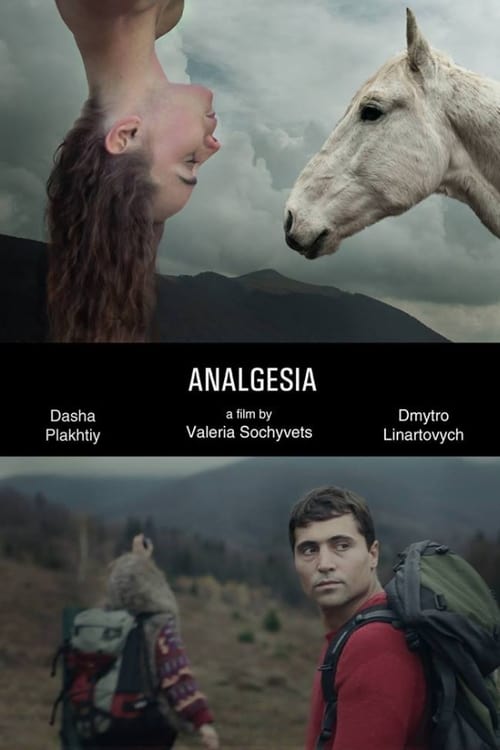 ANALGESIA
a film by
Valeria Sochyvets
Dasha
Plakhtiy
Dmytro
Linartovych